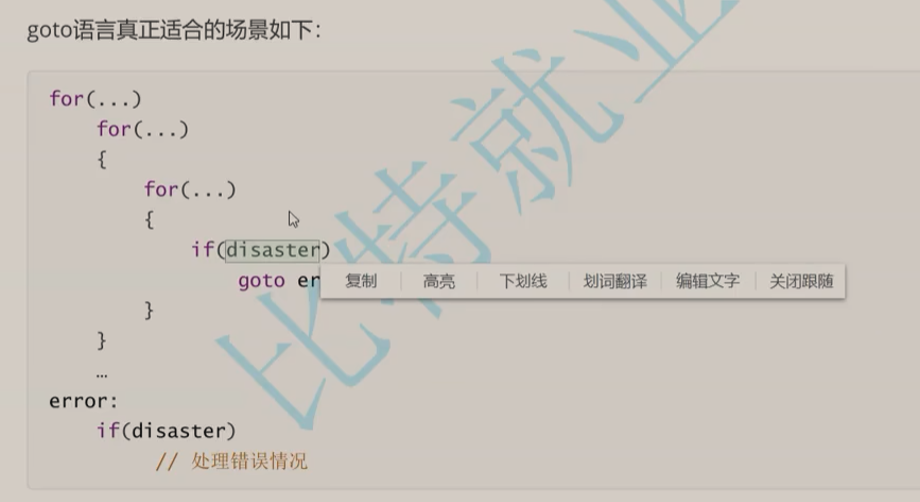 goto语言真正适合的场景如下：
for(...)
    for(...)
    {
        for(...)
        {
            if(disaster)
                goto er
复制 高亮 下划线 划词翻译 编辑文字 关闭跟随
        }
    }
    …
error:
    if(disaster)
        // 处理错误情况
比特就业